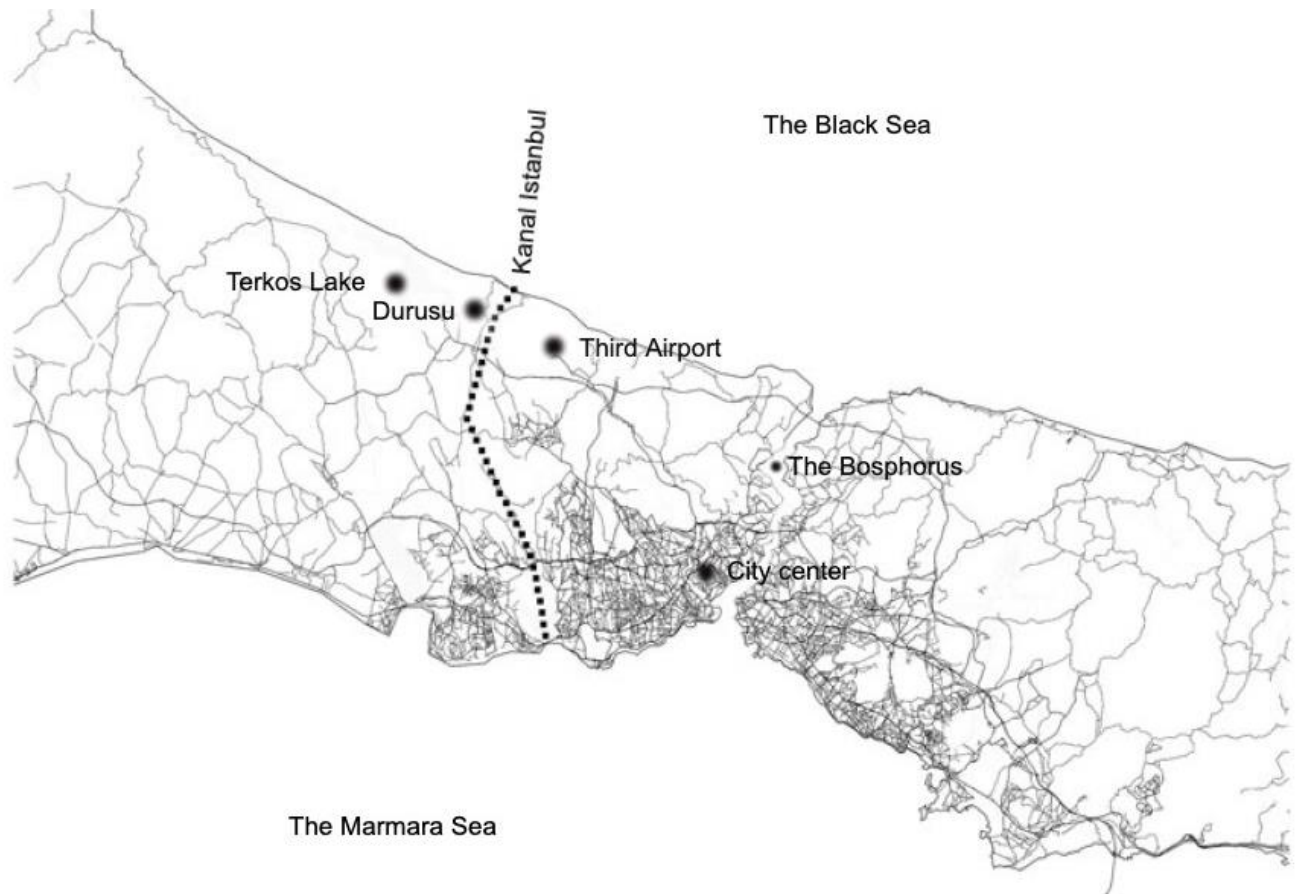 The Black Sea
Kanal Istanbul
Terkos Lake
Durusu
Third Airport
The Bosphorus
City center
The Marmara Sea